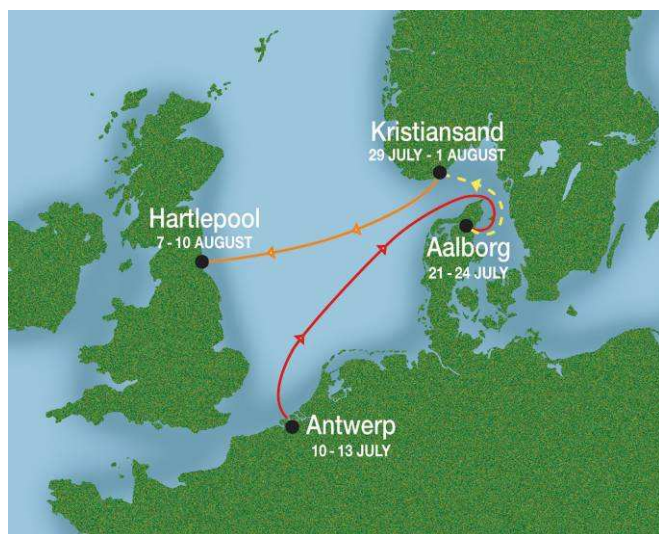 Kristiansand
29 JULY - 1 AUGUST
Hartlepool
7 - 10 AUGUST
Aalborg
21 - 24 JULY
Antwerp
10 - 13 JULY